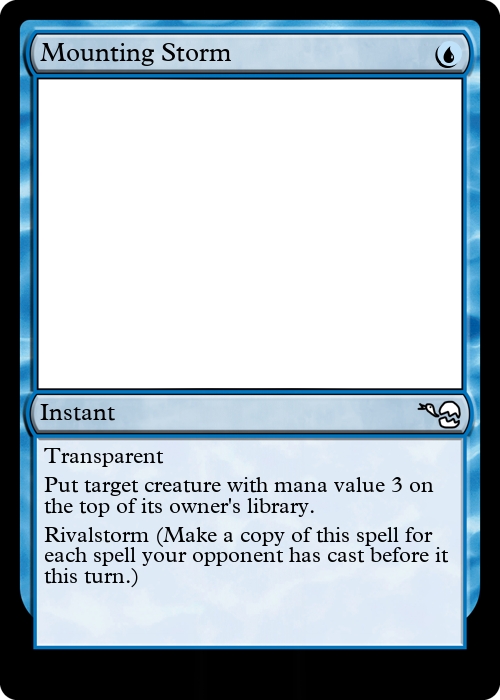 Mounting Storm
Instant
Transparent
Put target creature with mana value 3 on
the top of its owner's library.
Rivalstorm (Make a copy of this spell for
each spell your opponent has cast before it
this turn.)